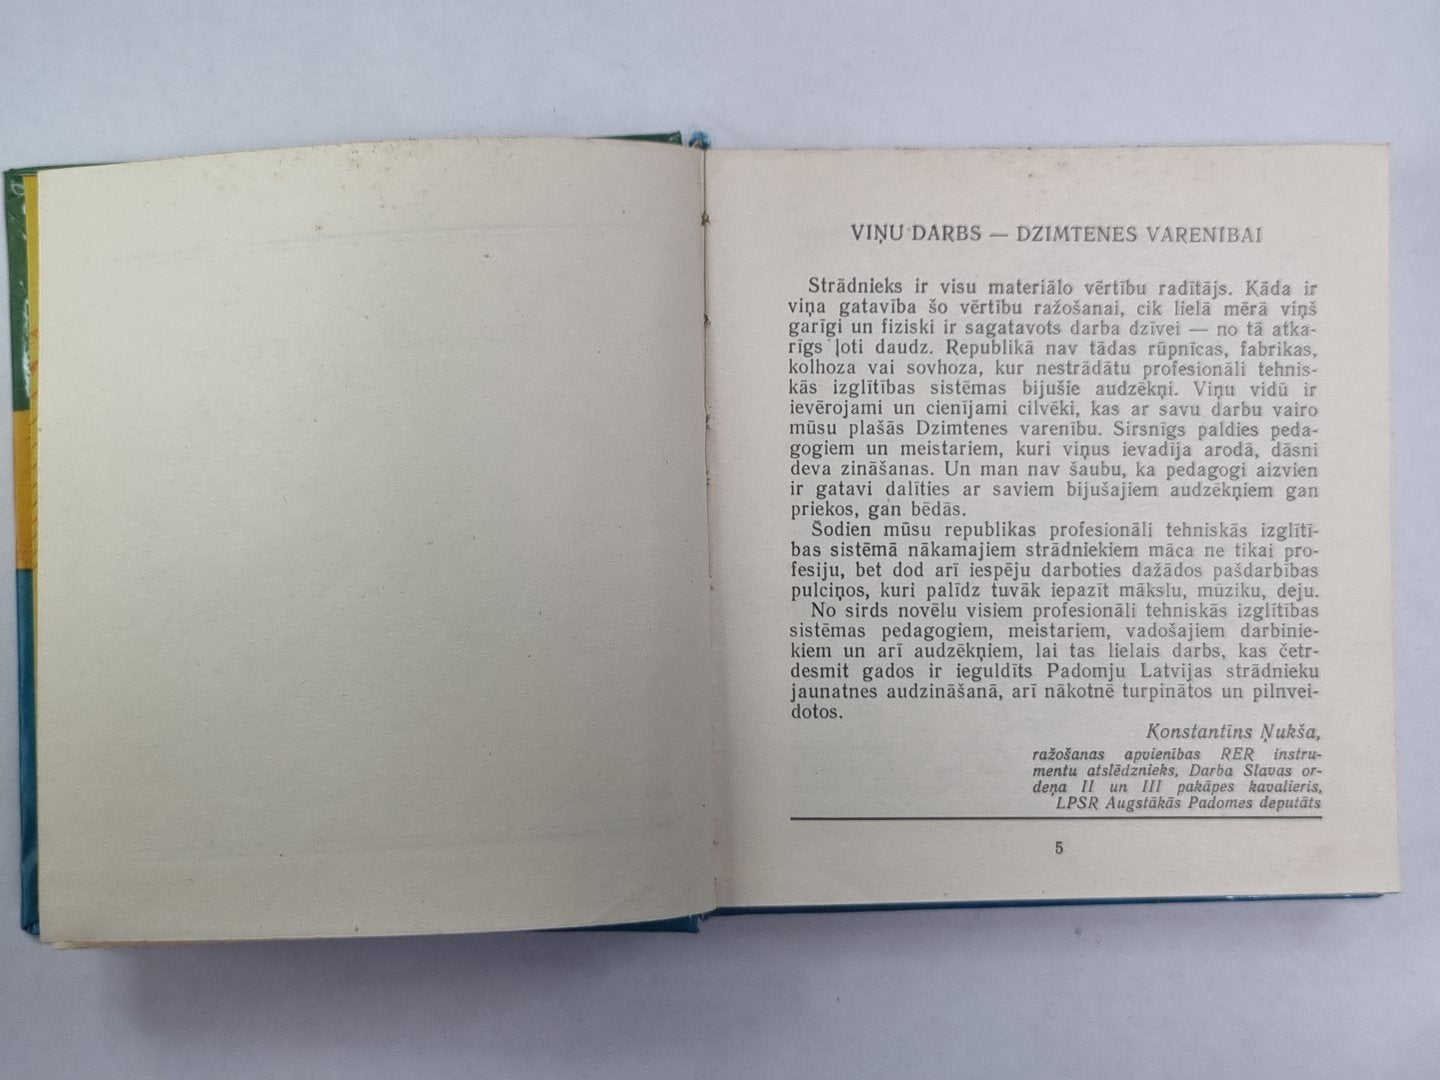 VIŅU DARBS — DZIMTENES VARENĪBAI
Strādnieks ir visu materiālo vērtību radītājs. Kāda ir
viņa gatavība šo vērtību ražošanai, cik lielā mērā viņš
garīgi un fiziski ir sagatavots darba dzīvei — no tā atka-
rīgs ļoti daudz. Republikā nav tādas rūpnīcas, fabrikas,
kolhoza vai sovhoza, kur nestrādātu profesionāli tehnis-
kās izglītības sistēmas bijušie audzēkņi. Viņu vidū ir
ievērojami un cienījami cilvēki, kas ar savu darbu vairo
mūsu plašās Dzimtenes varenību. Sirsnīgs paldies peda-
gogiem un meistariem, kuri viņus ievadīja arodā, dāsni
deva zināšanas. Un man nav šaubu, ka pedagogi aizvien
ir gatavi dalīties ar saviem bijušajiem audzēkņiem gan
priekos, gan bēdās.
Šodien mūsu republikas profesionāli tehniskās izglītī-
bas sistēmā nākamajiem strādniekiem māca ne tikai pro-
fesiju, bet dod arī iespēju darboties dažādos pašdarbības
pulciņos, kuri palīdz tuvāk iepazīt mākslu, mūziku, deju.
No sirds novēlu visiem profesionāli tehniskās izglītības
sistēmas pedagogiem, meistariem, vadošajiem darbinie-
kiem un arī audzēkņiem, lai tas lielais darbs, kas četr-
desmit gados ir ieguldīts Padomju Latvijas strādnieku
jaunatnes audzināšanā, arī nākotnē turpinātos un pilnvei-
dotos.
Konstantīns Ņukša,
ražošanas apvienības RER instru-
mentu atslēdznieks, Darba Slavas or-
deņa II un III pakāpes kavalieris,
LPSR Augstākās Padomes deputāts
5